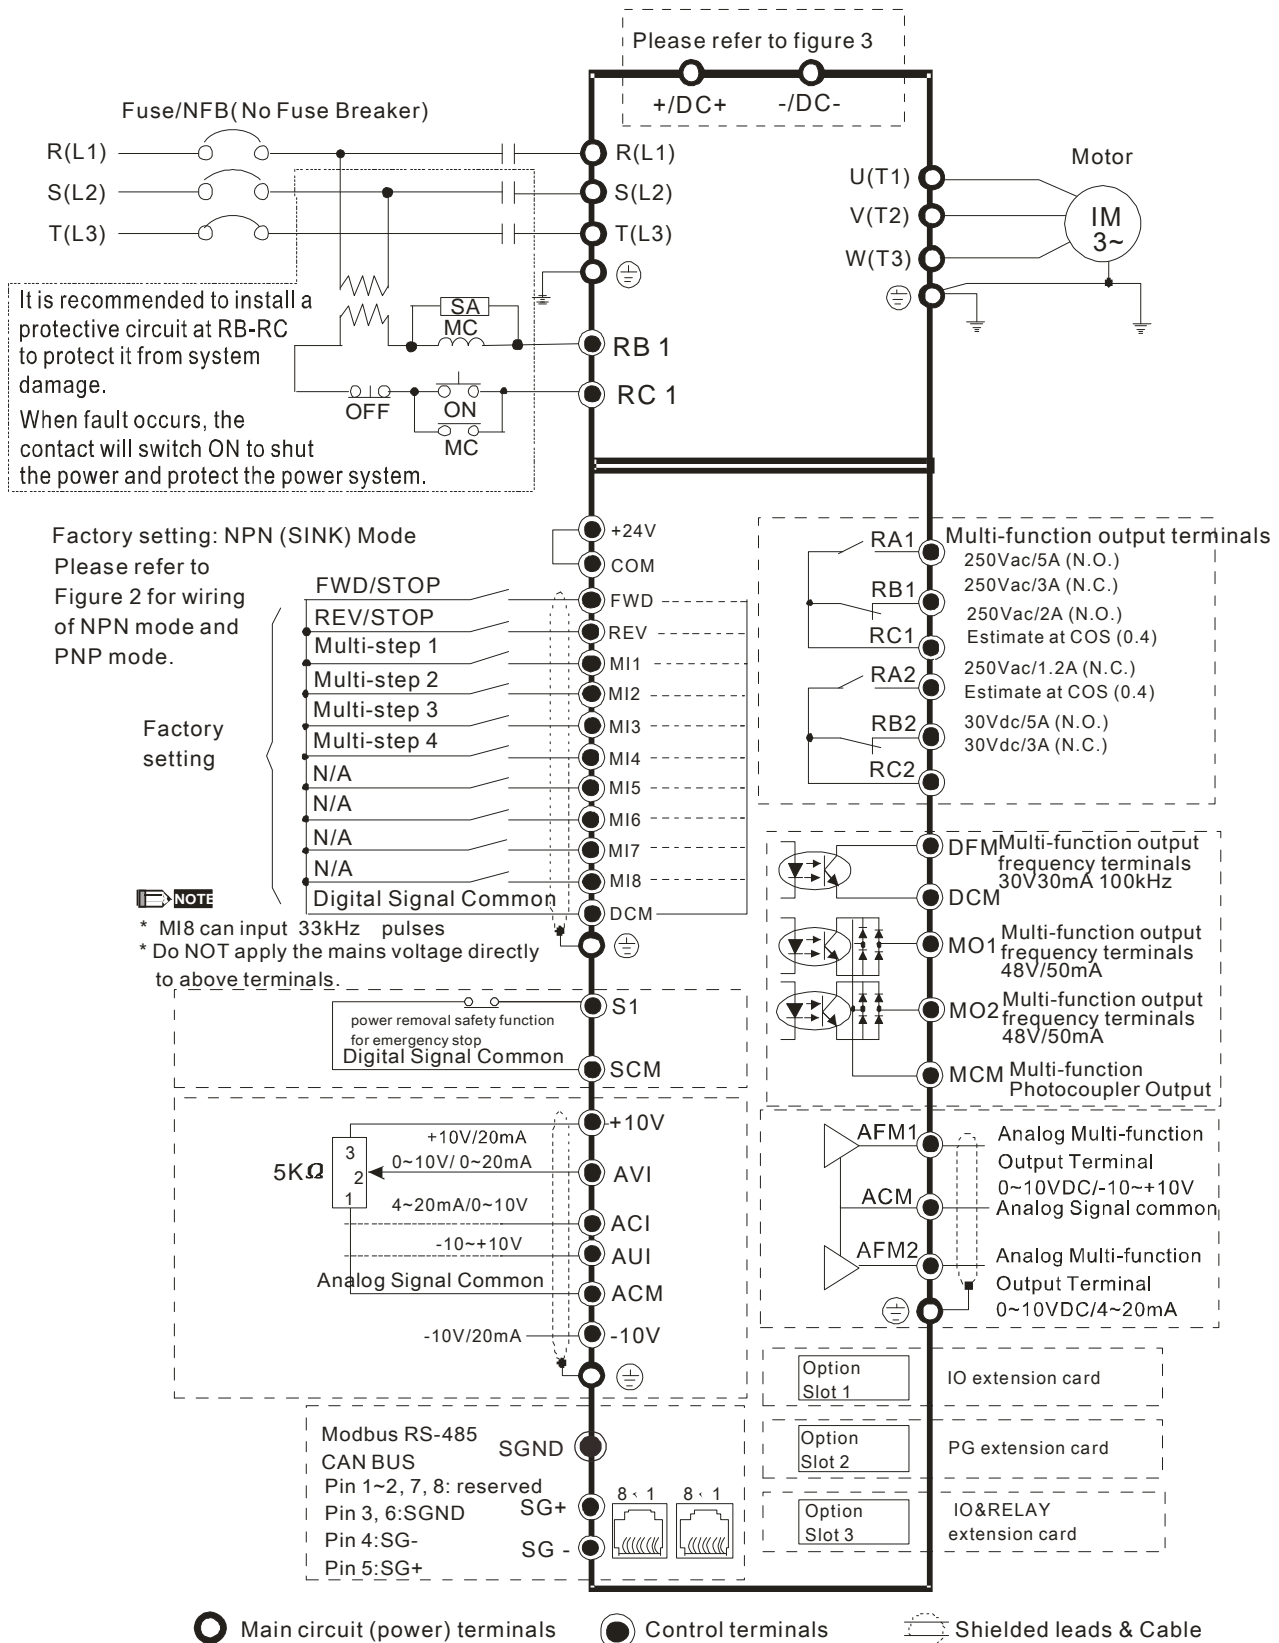 Please refer to figure 3
+/DC+
-/DC-
Fuse/NFB(No Fuse Breaker)
R(L1)
S(L2)
T(L3)
R(L1)
S(L2)
T(L3)
Motor
U(T1)
V(T2)
W(T3)
IM
3~
It is recommended to install a
protective circuit at RB-RC
to protect it from system
damage.
When fault occurs, the
contact will switch ON to shut
the power and protect the power system.
SA
MC
OFF
ON
MC
RB 1
RC 1
Factory setting: NPN (SINK) Mode
Please refer to
Figure 2 for wiring
of NPN mode and
PNP mode.
Factory
setting
FWD/STOP
REV/STOP
Multi-step 1
Multi-step 2
Multi-step 3
Multi-step 4
N/A
N/A
N/A
N/A
Digital Signal Common
+24V
COM
FWD
REV
MI1
MI2
MI3
MI4
MI5
MI6
MI7
MI8
DCM
NOTE
* MI8 can input 33kHz pulses
* Do NOT apply the mains voltage directly
to above terminals.
RA1
RB1
RC1
RA2
RB2
RC2
Multi-function output terminals
250Vac/5A (N.O.)
250Vac/3A (N.C.)
250Vac/2A (N.O.)
Estimate at COS (0.4)
250Vac/1.2A (N.C.)
Estimate at COS (0.4)
30Vdc/5A (N.O.)
30Vdc/3A (N.C.)
DFM
Multi-function output
frequency terminals
30V30mA 100kHz
DCM
MO1
Multi-function output
frequency terminals
48V/50mA
MO2
Multi-function output
frequency terminals
48V/50mA
MCM
Multi-function
Photocoupler Output
power removal safety function
for emergency stop
Digital Signal Common
S1
SCM
5KΩ
3
2
1
+10V/20mA
0~10V/ 0~20mA
4~20mA/0~10V
-10~+10V
Analog Signal Common
-10V/20mA
+10V
AVI
ACI
AUI
ACM
-10V
AFM1
Analog Multi-function
Output Terminal
0~10VDC/-10~+10V
ACM
Analog Signal common
AFM2
Analog Multi-function
Output Terminal
0~10VDC/4~20mA
Option
Slot 1
IO extension card
Option
Slot 2
PG extension card
Option
Slot 3
IO&RELAY
extension card
Modbus RS-485
CAN BUS
Pin 1~2, 7, 8: reserved
Pin 3, 6:SGND
Pin 4:SG-
Pin 5:SG+
SGND
SG+
SG -
8 1
8 1
Main circuit (power) terminals
Control terminals
Shielded leads & Cable